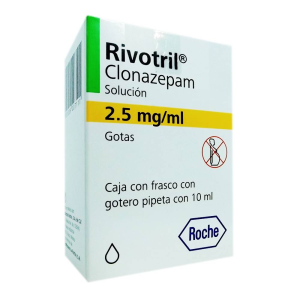 Rivotril®
Clonazepam
Solución
2.5 mg/ml
Gotas
Caja con frasco con
gotero pipeta con 10 ml
Roche